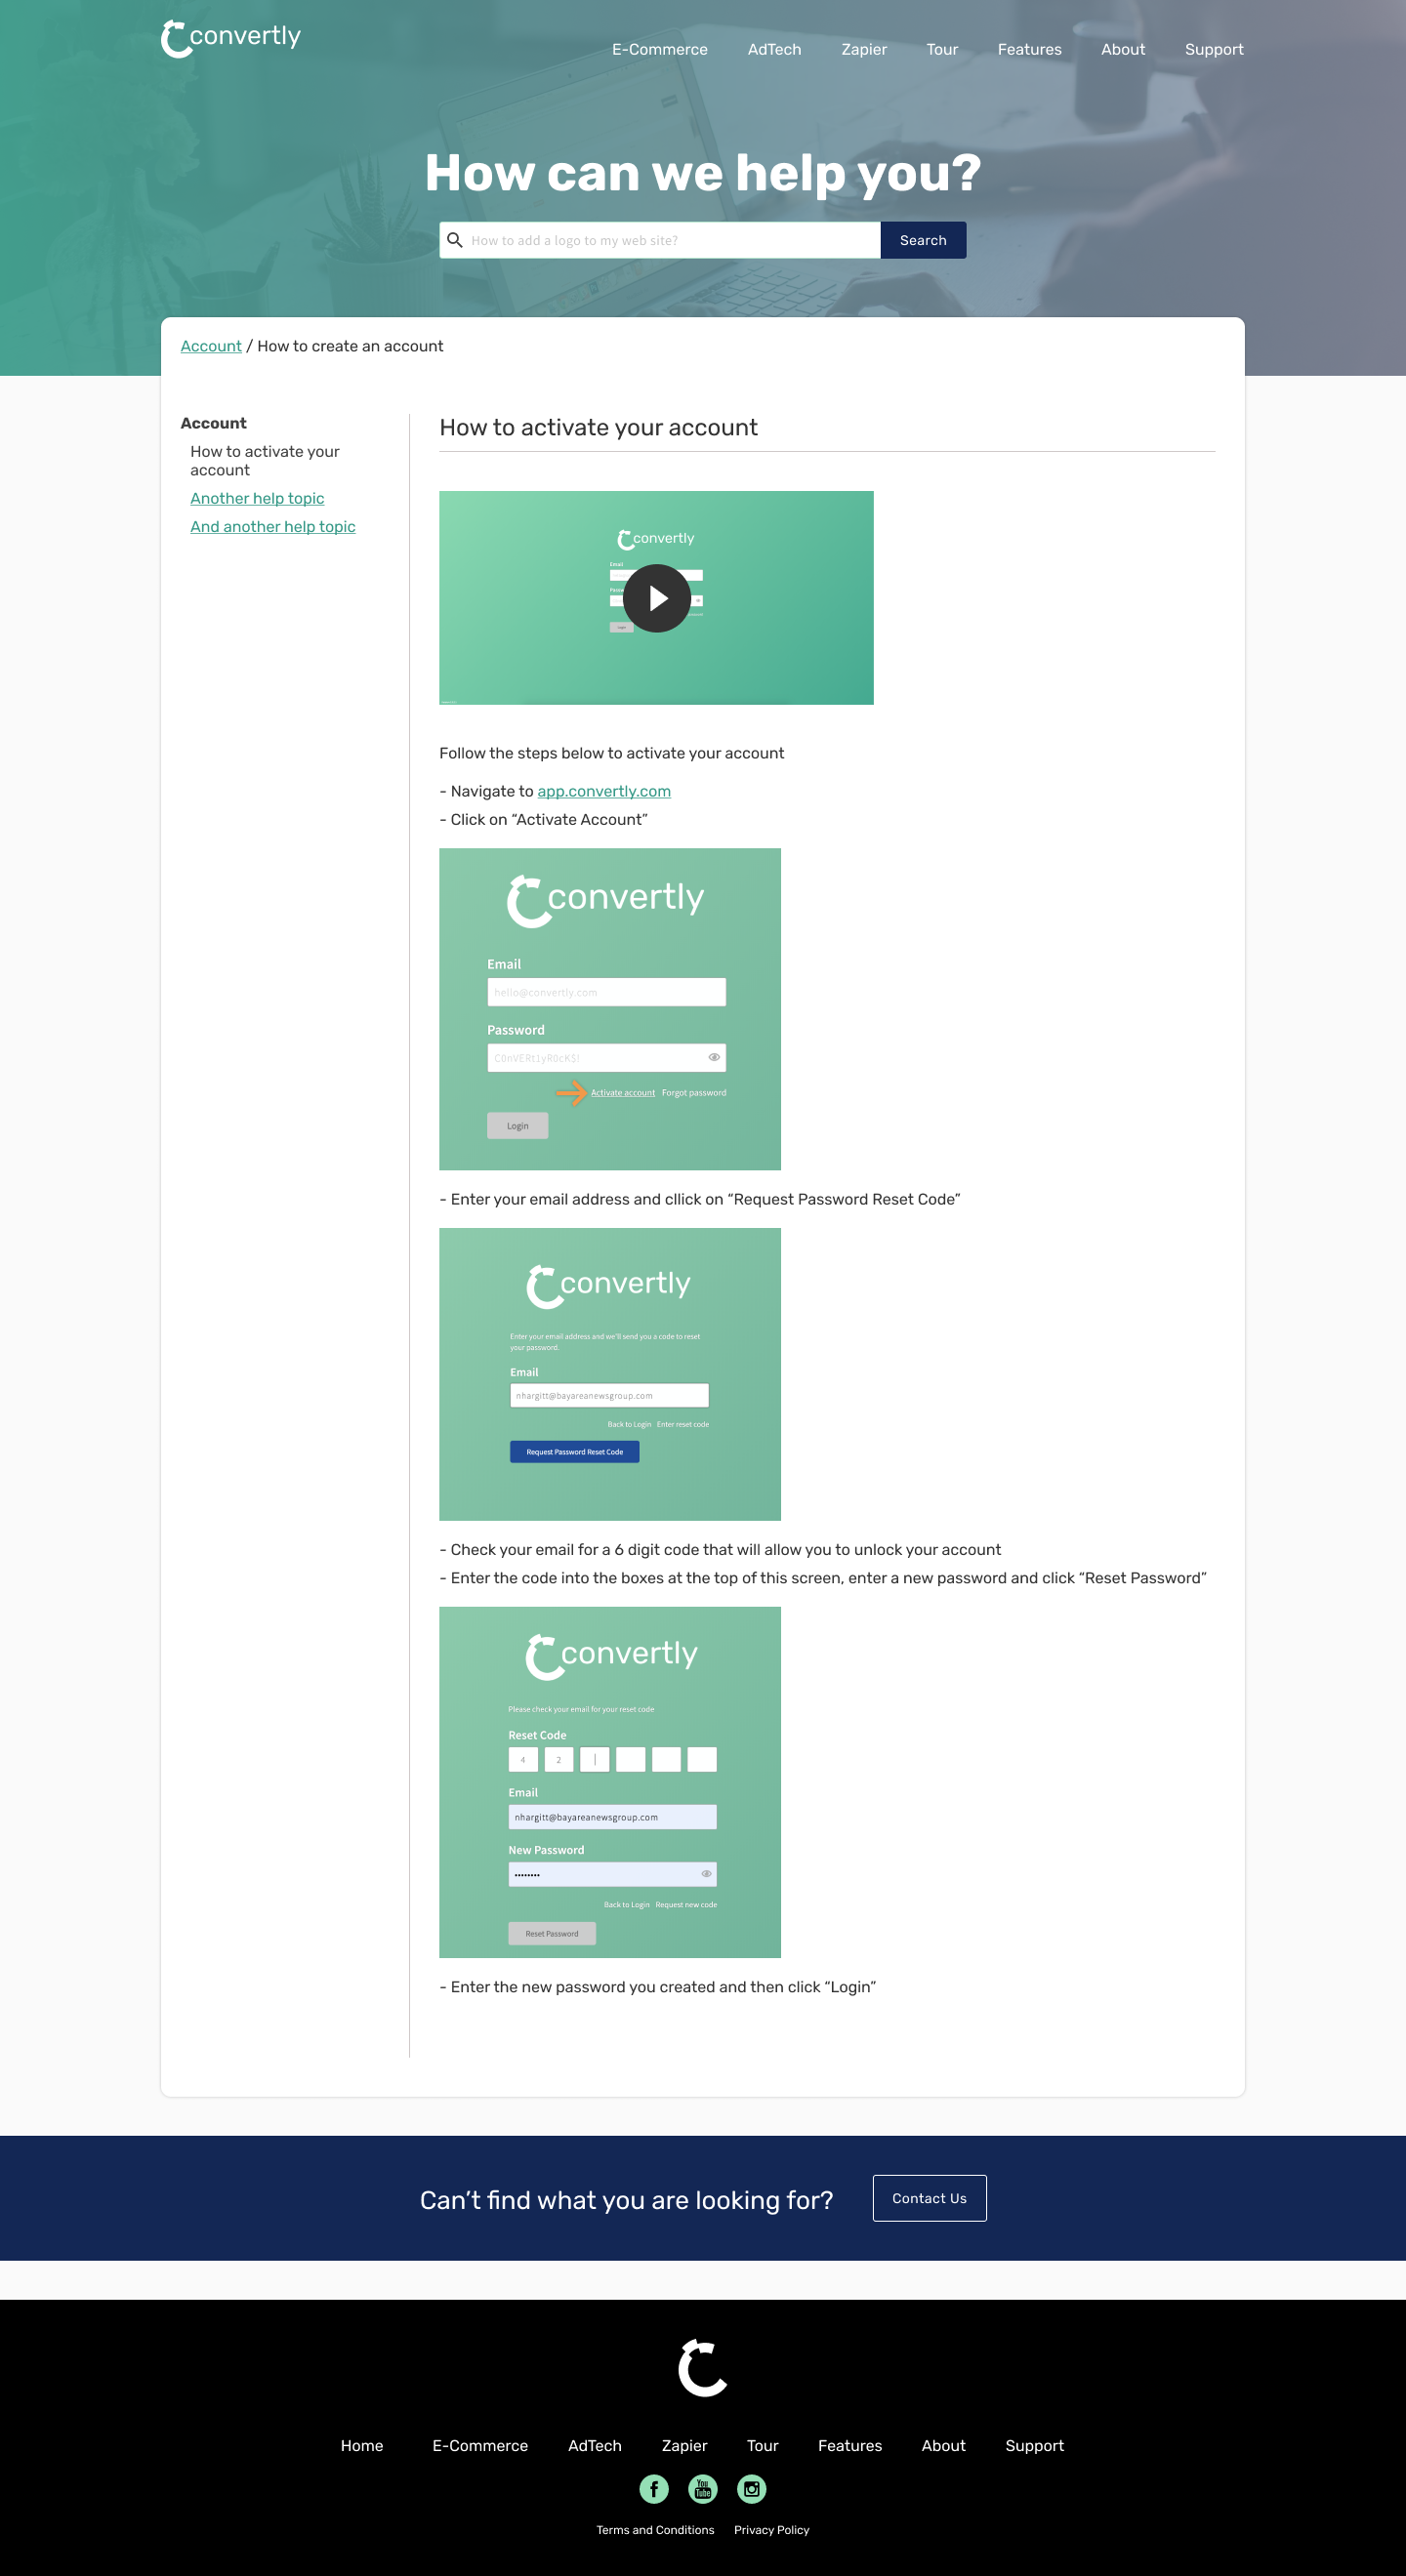 convertly
E-Commerce AdTech Zapier Tour Features About Support
How can we help you?
How to add a logo to my web site? Search
Account / How to create an account
Account
How to activate your
account
Another help topic
And another help topic
How to activate your account
convertly
Email
Login
Follow the steps below to activate your account
- Navigate to app.convertly.com
- Click on “Activate Account”
convertly
Email
hello@convertly.com
Password
C0nVERt1yR0cK$!
Activate account Forgot password
Login
- Enter your email address and cllick on “Request Password Reset Code”
convertly
Enter your email address and we'll send you a code to reset
your password.
Email
nhargitt@bayareanewsgroup.com
Back to Login Enter reset code
Request Password Reset Code
- Check your email for a 6 digit code that will allow you to unlock your account
- Enter the code into the boxes at the top of this screen, enter a new password and click “Reset Password”
convertly
Please check your email for your reset code
Reset Code
4 2
Email
nhargitt@bayareanewsgroup.com
New Password
••••••••
Back to Login Request new code
Reset Password
- Enter the new password you created and then click “Login”
Can’t find what you are looking for? Contact Us
Home E-Commerce AdTech Zapier Tour Features About Support
f You Tube
Terms and Conditions Privacy Policy